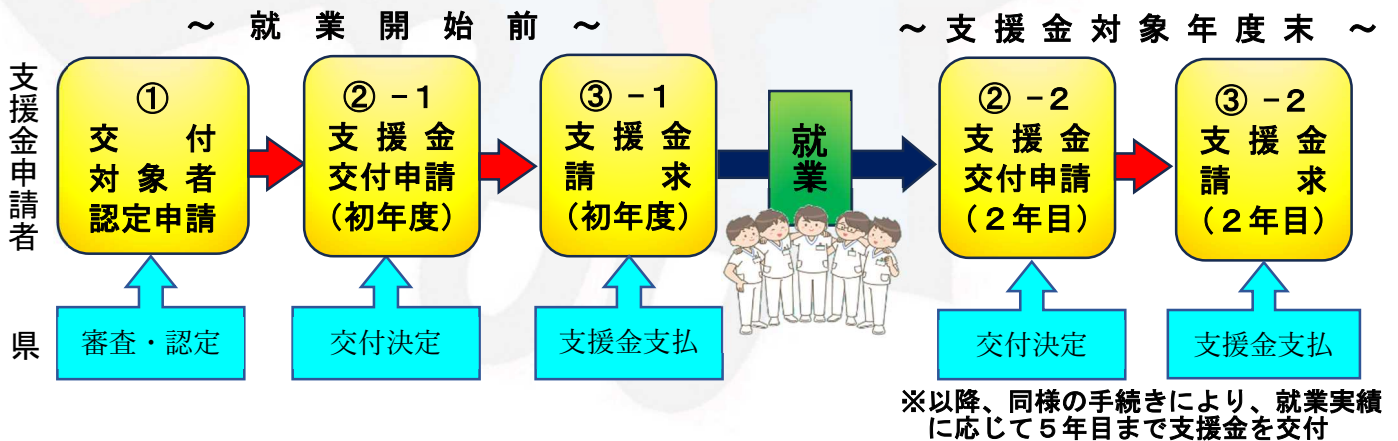 ～就業開始前～
～支援金対象年度末～
支援金申請者
①
交付
対象者
認定申請
②-1
支援金
交付申請
(初年度)
③-1
支援金
請求
(初年度)
就業
②-2
支援金
交付申請
(２年目)
③-2
支援金
請求
(２年目)
県
審査・認定
交付決定
支援金支払
交付決定
支援金支払
※以降、同様の手続きにより、就業実績
に応じて５年目まで支援金を交付